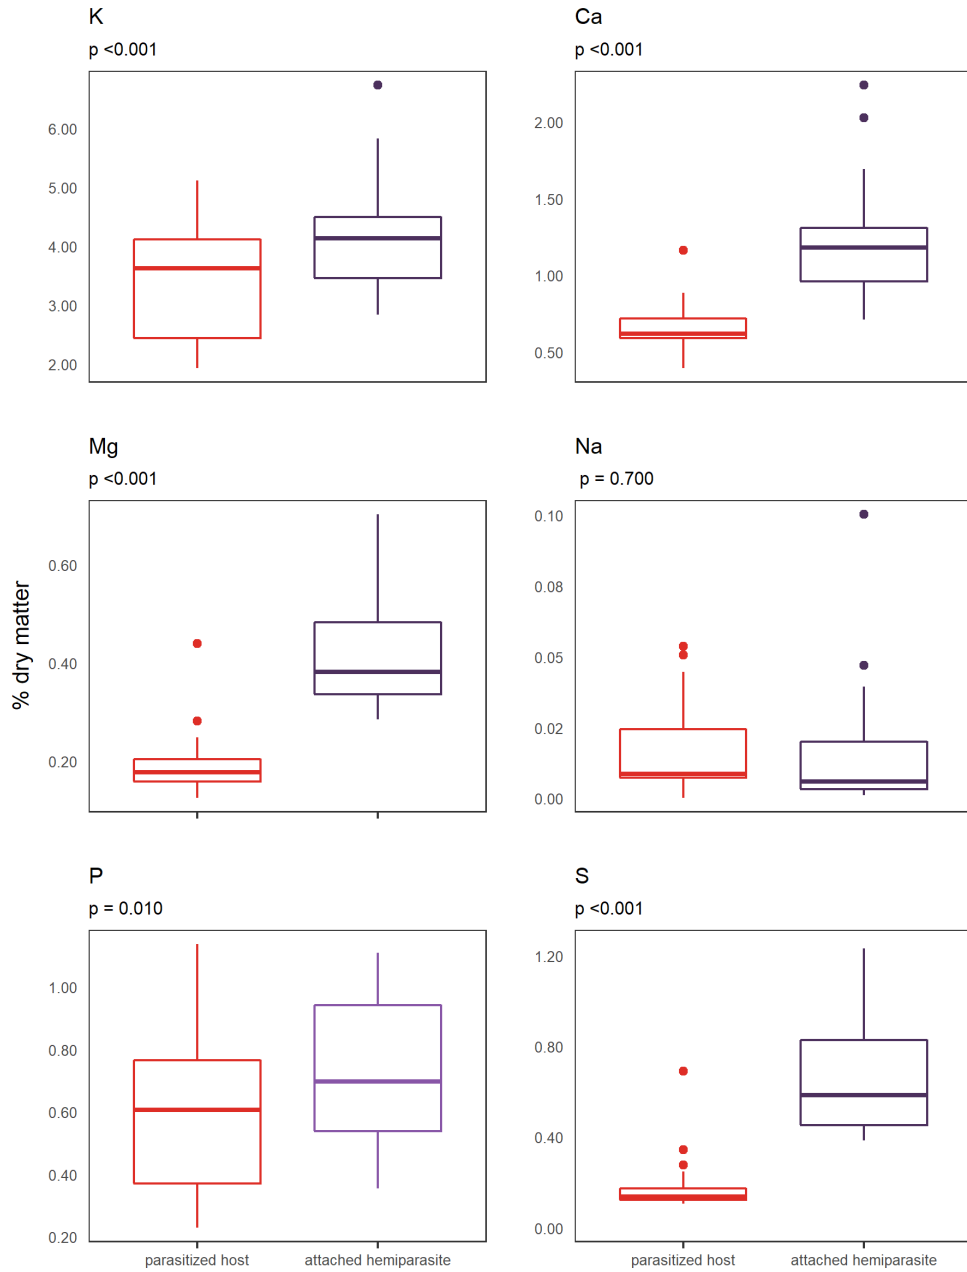 K
p <0.001
6.00
5.00
4.00
3.00
2.00
Ca
p <0.001
2.00
1.50
1.00
0.50
% dry matter
Mg
p <0.001
0.60
0.40
0.20
Na
p = 0.700
0.10
0.08
0.05
0.02
0.00
P
p = 0.010
1.00
0.80
0.60
0.40
0.20
parasitized host
attached hemiparasite
S
p <0.001
1.20
0.80
0.40
0.00
parasitized host
attached hemiparasite